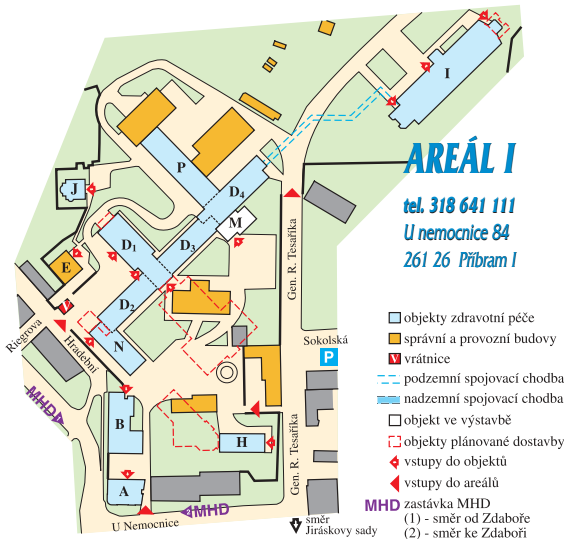 I
AREÁL I
tel. 318 641 111
U nemocnice 84
261 26 Příbram I
P
D4
J
M
D1
D3
E
D2
V
N
Gen. R. Tesaříka
Riegrova
Hradební
Sokolská
P
MHD
1
B
H
A
Gen. R. Tesaříka
U Nemocnice
2
MHD
směr
Jiráskovy sady
objekty zdravotní péče
správní a provozní budovy
V vrátnice
podzemní spojovací chodba
nadzemní spojovací chodba
objekt ve výstavbě
objekty plánované dostavby
vstupy do objektů
vstupy do areálů
MHD zastávka MHD
(1) - směr od Zdaboře
(2) - směr ke Zdaboři